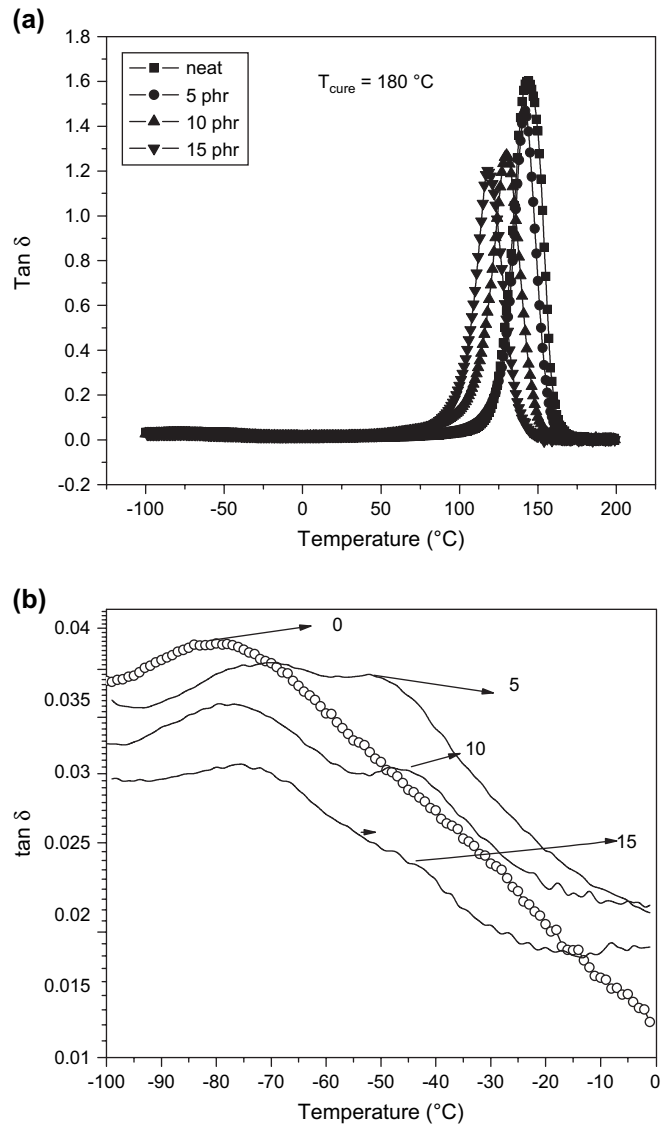 (a)
1.8
1.6
1.4
1.2
1.0
0.8
0.6
0.4
0.2
0.0
-0.2
Tan δ
neat
5 phr
10 phr
15 phr
T_cure = 180 °C
-100 -50 0 50 100 150 200
Temperature (°C)
(b)
0.04
0.035
0.03
0.025
0.02
0.015
0.01
tan δ
0
5
10
15
-100 -90 -80 -70 -60 -50 -40 -30 -20 -10 0
Temperature (°C)